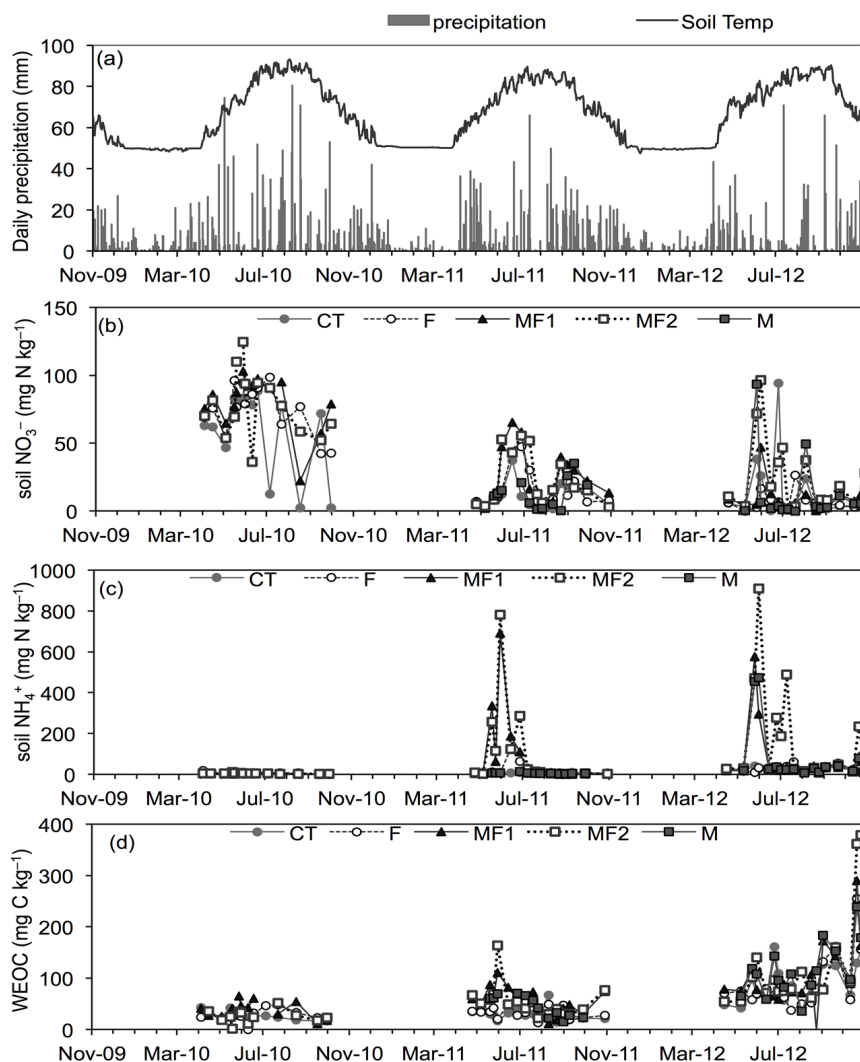 precipitation Soil Temp
(a)
Daily precipitation (mm)
100
80
60
40
20
0
Nov-09 Mar-10 Jul-10 Nov-10 Mar-11 Jul-11 Nov-11 Mar-12 Jul-12
(b)
CT F MF1 MF2 M
soil NO₃⁻ (mg N kg⁻¹)
150
100
50
0
Nov-09 Mar-10 Jul-10 Nov-10 Mar-11 Jul-11 Nov-11 Mar-12 Jul-12
(c)
CT F MF1 MF2 M
soil NH₄⁺ (mg N kg⁻¹)
1000
800
600
400
200
0
Nov-09 Mar-10 Jul-10 Nov-10 Mar-11 Jul-11 Nov-11 Mar-12 Jul-12
(d)
CT F MF1 MF2 M
WEOC (mg C kg⁻¹)
400
300
200
100
0
Nov-09 Mar-10 Jul-10 Nov-10 Mar-11 Jul-11 Nov-11 Mar-12 Jul-12